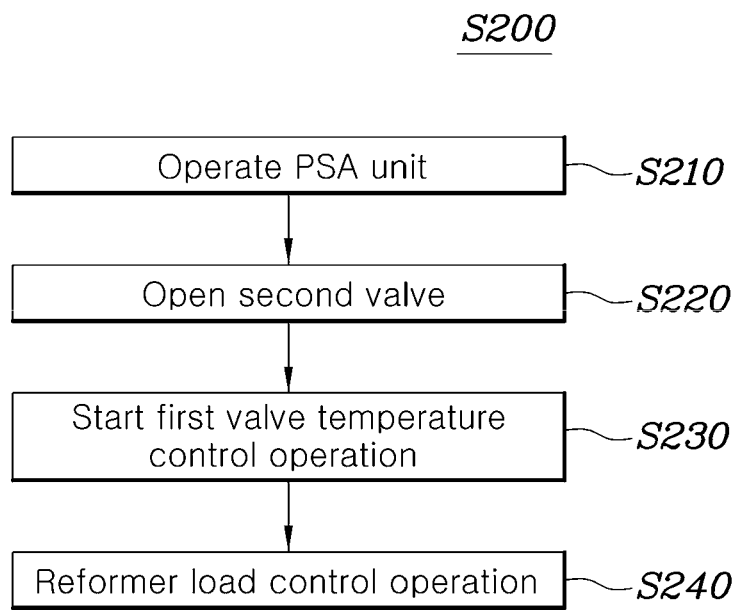 S200
Operate PSA unit
S210
Open second valve
S220
Start first valve temperature
control operation
S230
Reformer load control operation
S240